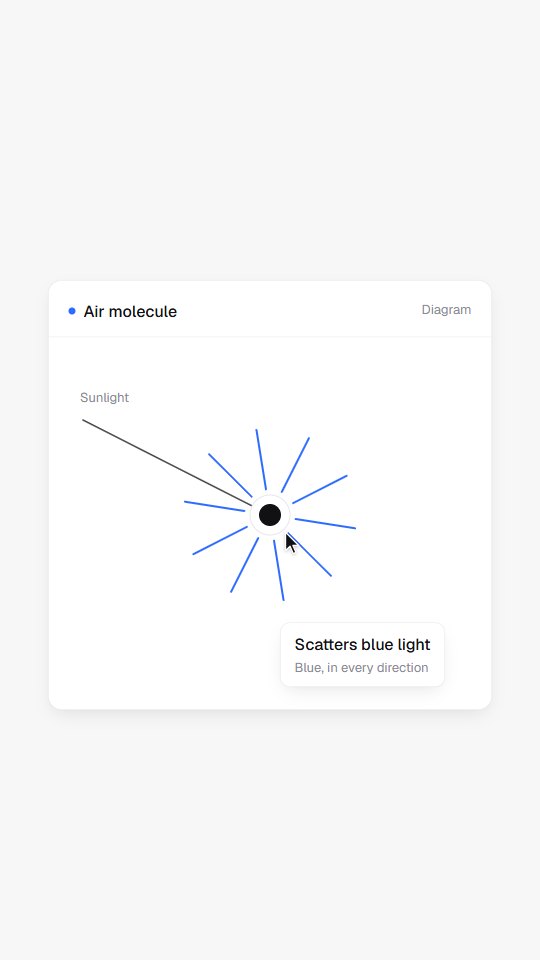 Air molecule
Diagram
Sunlight
Scatters blue light
Blue, in every direction